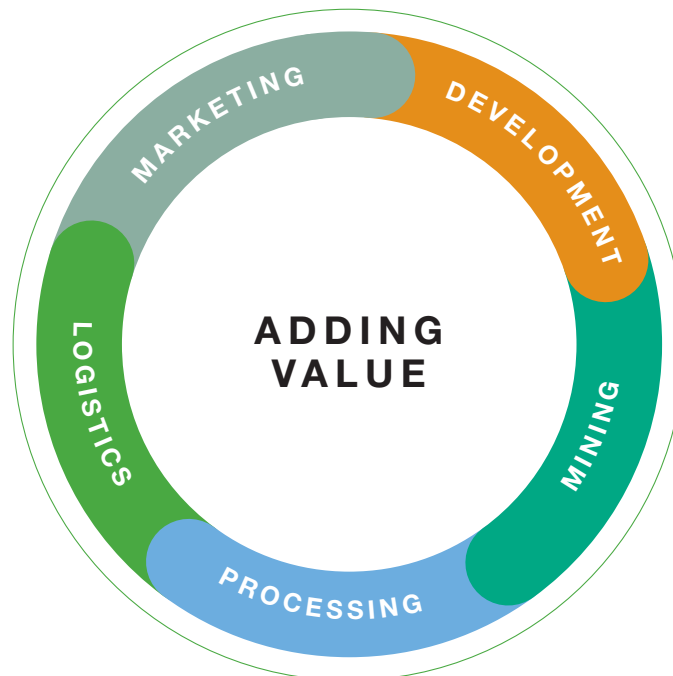 MARKETING
DEVELOPMENT
ADDING
VALUE
LOGISTICS
MINING
PROCESSING